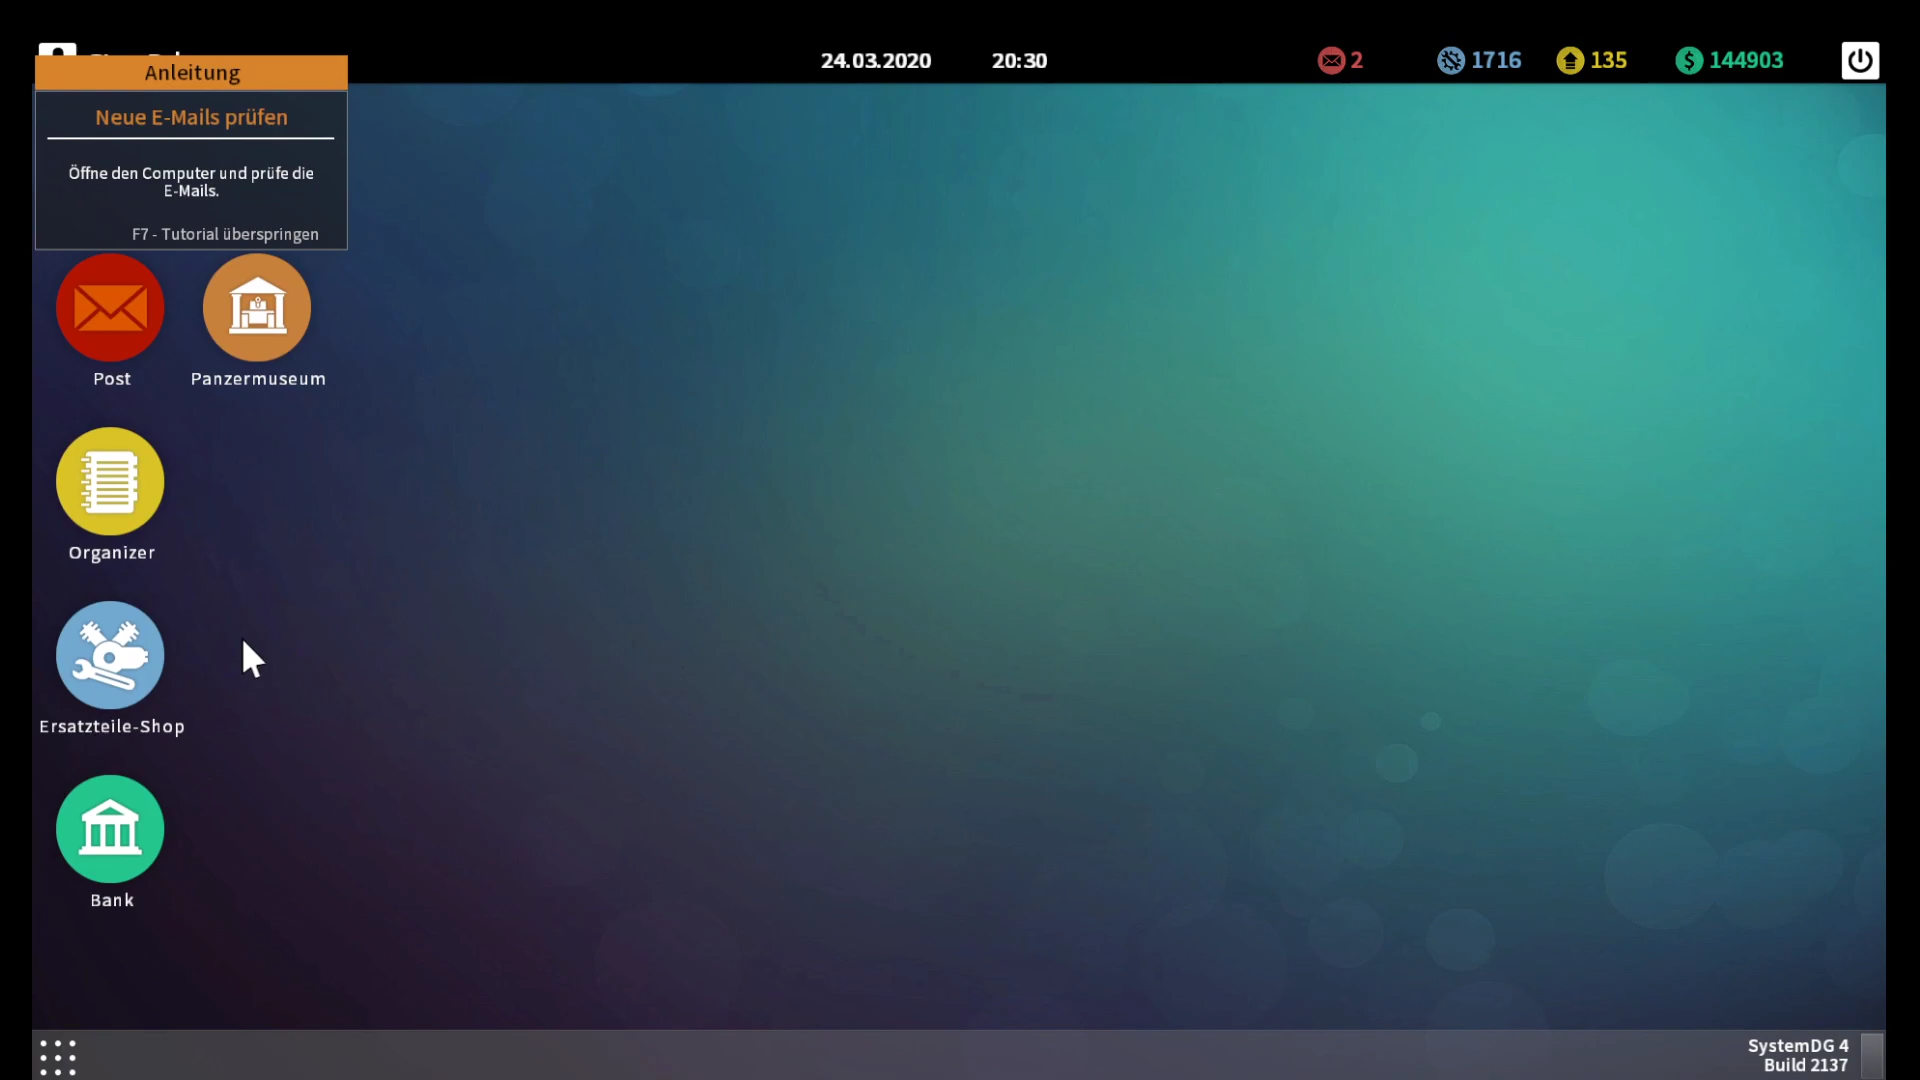 24.03.2020 20:30 2 1716 135 144903
Anleitung
Neue E-Mails prüfen
Öffne den Computer und prüfe die
E-Mails.
F7 - Tutorial überspringen
Post Panzermuseum
Organizer
Ersatzteile-Shop
Bank
SystemDG 4
Build 2137